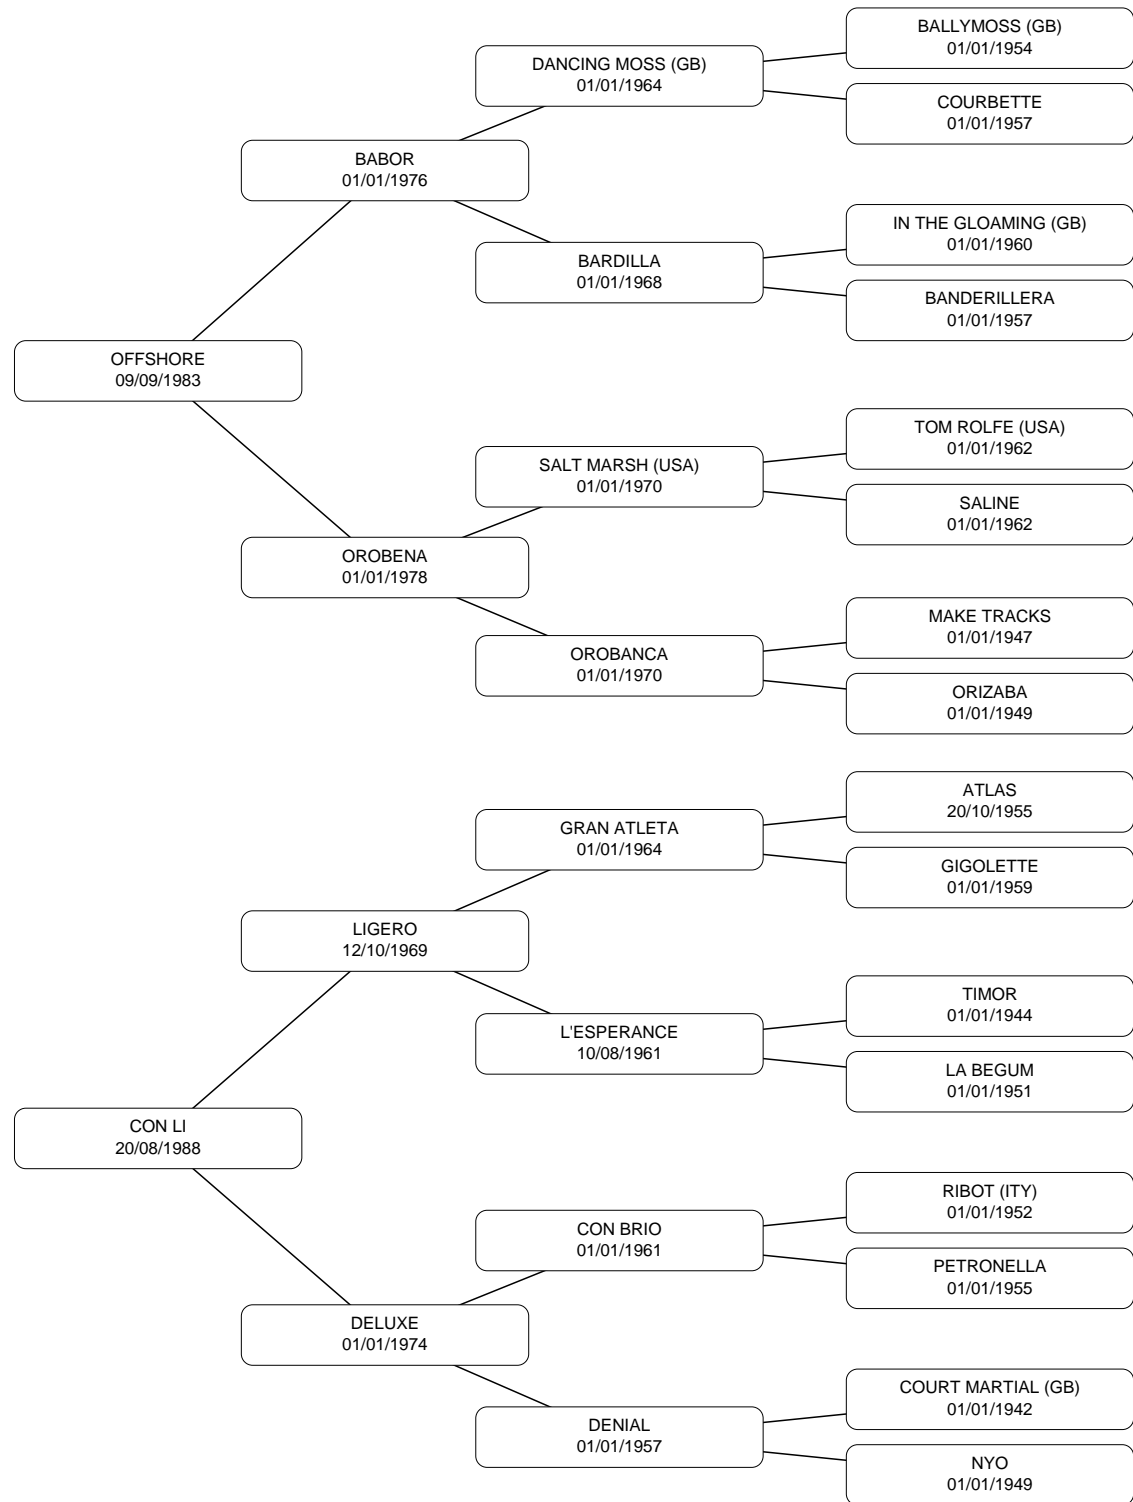 BALLYMOSS (GB)
01/01/1954
DANCING MOSS (GB)
01/01/1964
COURBETTE
01/01/1957
BABOR
01/01/1976
IN THE GLOAMING (GB)
01/01/1960
BARDILLA
01/01/1968
BANDERILLERA
01/01/1957
OFFSHORE
09/09/1983
TOM ROLFE (USA)
01/01/1962
SALT MARSH (USA)
01/01/1970
SALINE
01/01/1962
OROBENA
01/01/1978
MAKE TRACKS
01/01/1947
OROBANCA
01/01/1970
ORIZABA
01/01/1949
ATLAS
20/10/1955
GRAN ATLETA
01/01/1964
GIGOLETTE
01/01/1959
LIGERO
12/10/1969
TIMOR
01/01/1944
L'ESPERANCE
10/08/1961
LA BEGUM
01/01/1951
CON LI
20/08/1988
RIBOT (ITY)
01/01/1952
CON BRIO
01/01/1961
PETRONELLA
01/01/1955
DELUXE
01/01/1974
COURT MARTIAL (GB)
01/01/1942
DENIAL
01/01/1957
NYO
01/01/1949